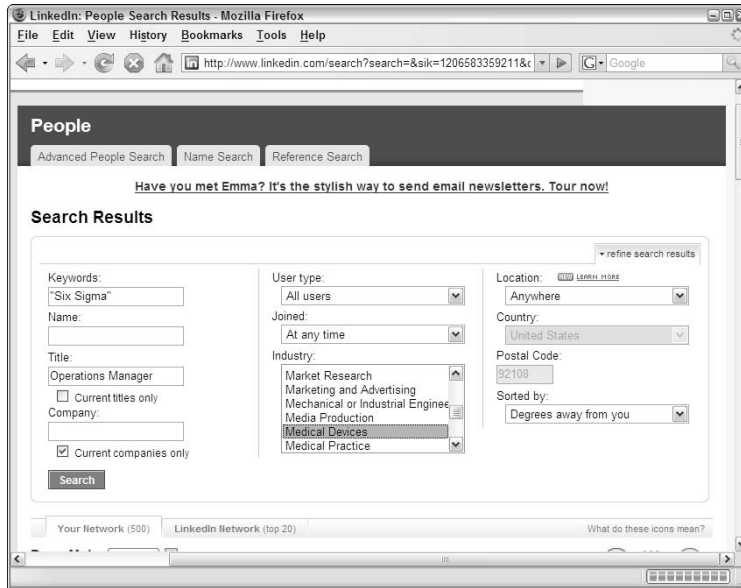 LinkedIn: People Search Results - Mozilla Firefox
File Edit View History Bookmarks Tools Help
http://www.linkedin.com/search?search=&sik=1206583359211&c
G Google
People
Advanced People Search Name Search Reference Search
Have you met Emma? It's the stylish way to send email newsletters. Tour now!
Search Results
refine search results
Keywords:
"Six Sigma"
Name:
Title:
Operations Manager
Current titles only
Company:
Current companies only
Search
User type:
All users
Joined:
At any time
Industry:
Market Research
Marketing and Advertising
Mechanical or Industrial Enginee
Media Production
Medical Devices
Medical Practice
Location: NEW LEARN MORE
Anywhere
Country:
United States
Postal Code:
92108
Sorted by:
Degrees away from you
Your Network (500) LinkedIn Network (top 20) What do these icons mean?